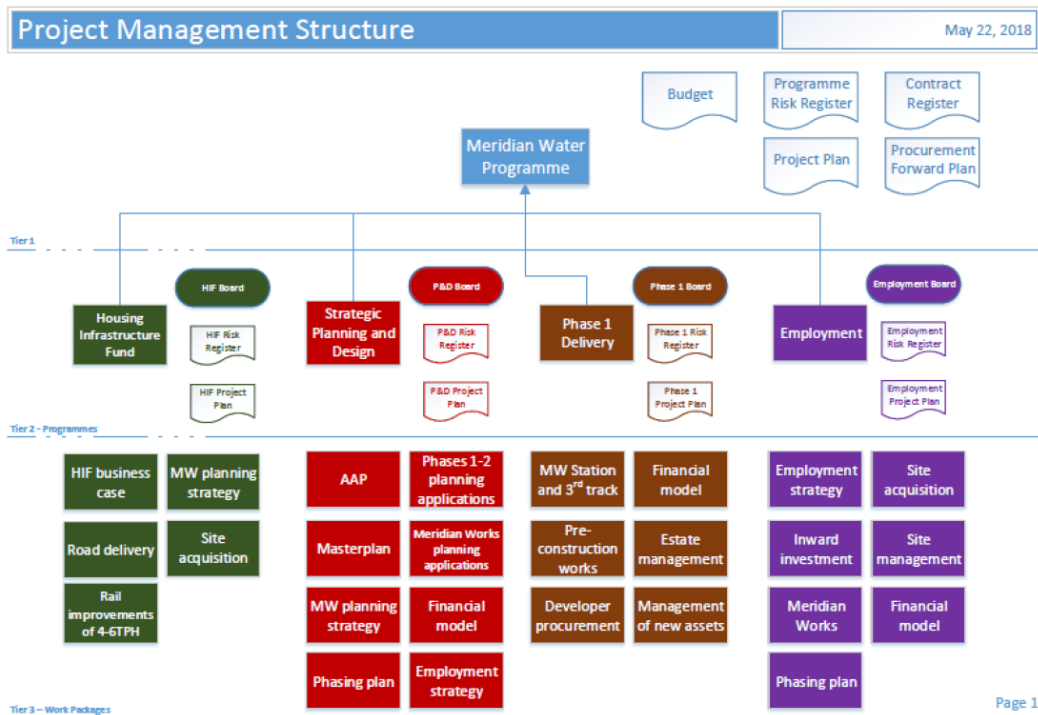 Project Management Structure
May 22, 2018
Budget
Programme
Risk Register
Contract
Register
Meridian Water
Programme
Project Plan
Procurement
Forward Plan
Tier 1
HIF Board
P&D Board
Phase 1 Board
Employment Board
Housing
Infrastructure
Fund
HIF Risk
Register
HIF Project
Plan
Strategic
Planning and
Design
P&D Risk
Register
P&D Project
Plan
Phase 1
Delivery
Phase 1 Risk
Register
Phase 1
Project Plan
Employment
Employment
Risk Register
Employment
Project Plan
Tier 2 - Programmes
HIF business
case
MW planning
strategy
Road delivery
Site
acquisition
Rail
improvements
of 4-6TPH
AAP
Phases 1-2
planning
applications
Masterplan
Meridian Works
planning
applications
MW planning
strategy
Financial
model
Phasing plan
Employment
strategy
MW Station
and 3rd track
Financial
model
Pre-
construction
works
Estate
management
Developer
procurement
Management
of new assets
Employment
strategy
Site
acquisition
Inward
investment
Site
management
Meridian
Works
Financial
model
Phasing plan
Tier 3 – Work Packages
Page 1